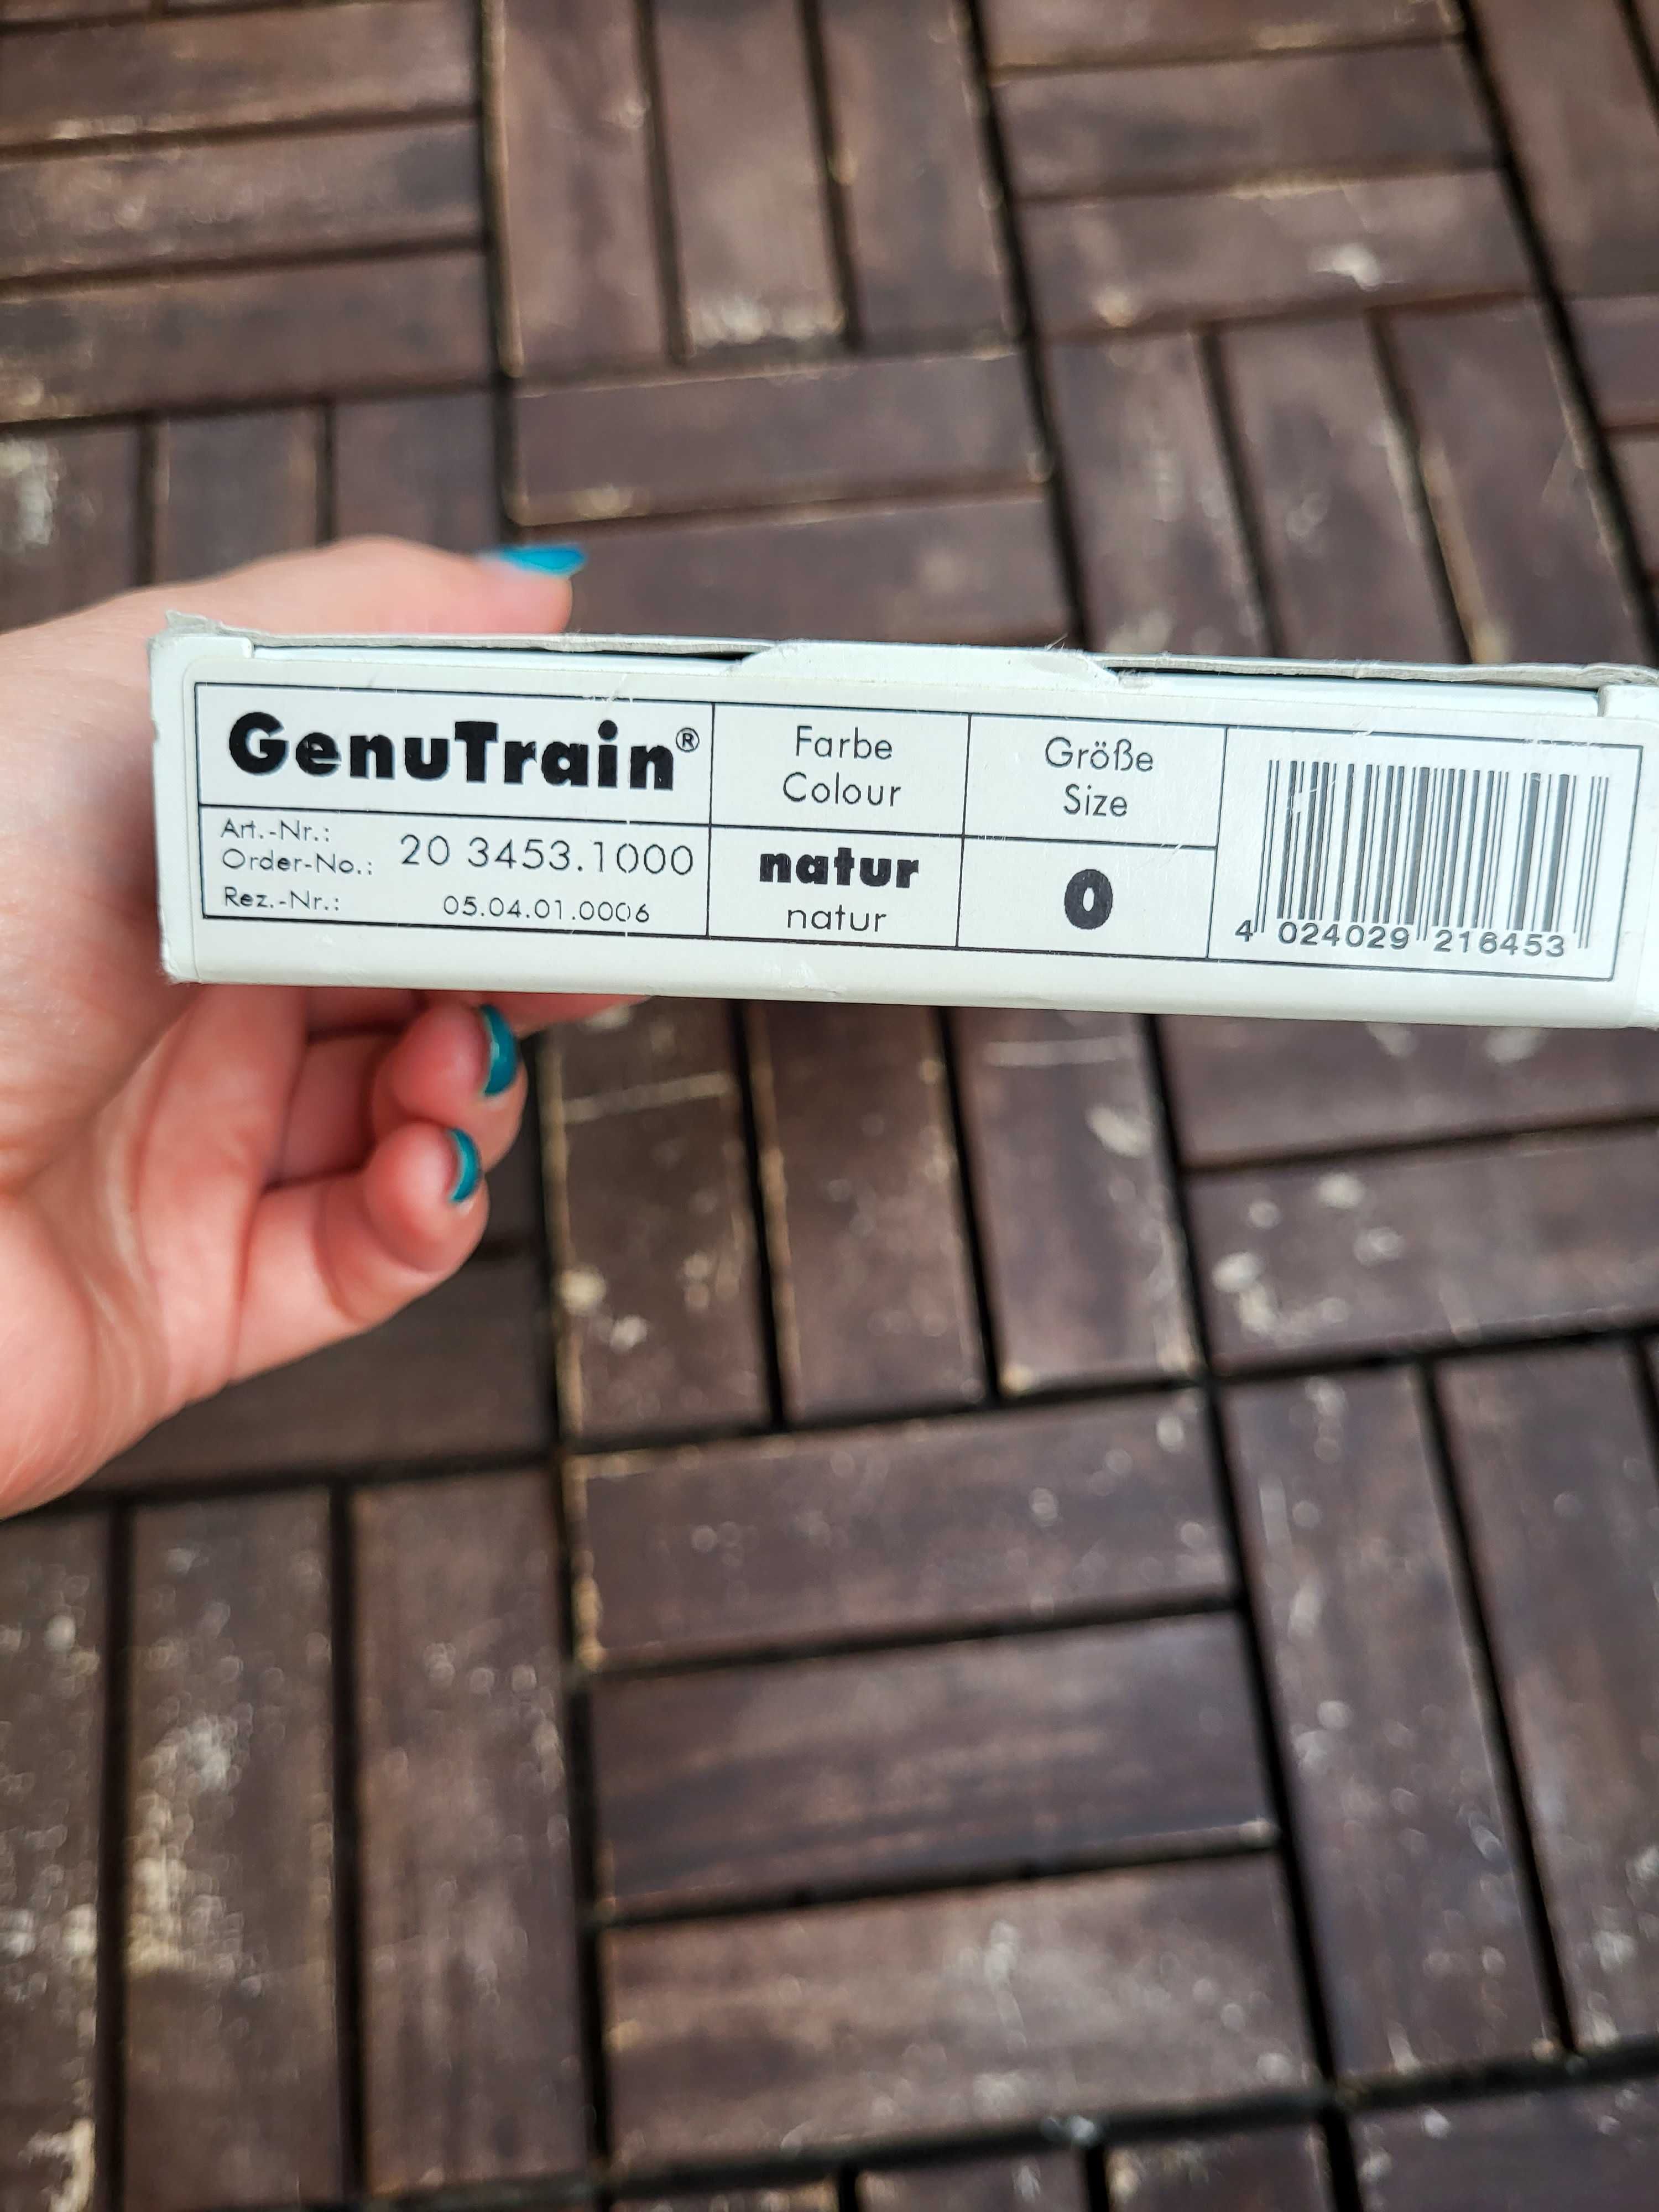 GenuTrain®
Art.-Nr.:
Order-No.: 20 3453.1000
Rez.-Nr.: 05.04.01.0006
Farbe
Colour
natur
natur
Größe
Size
0
4 024029 216453